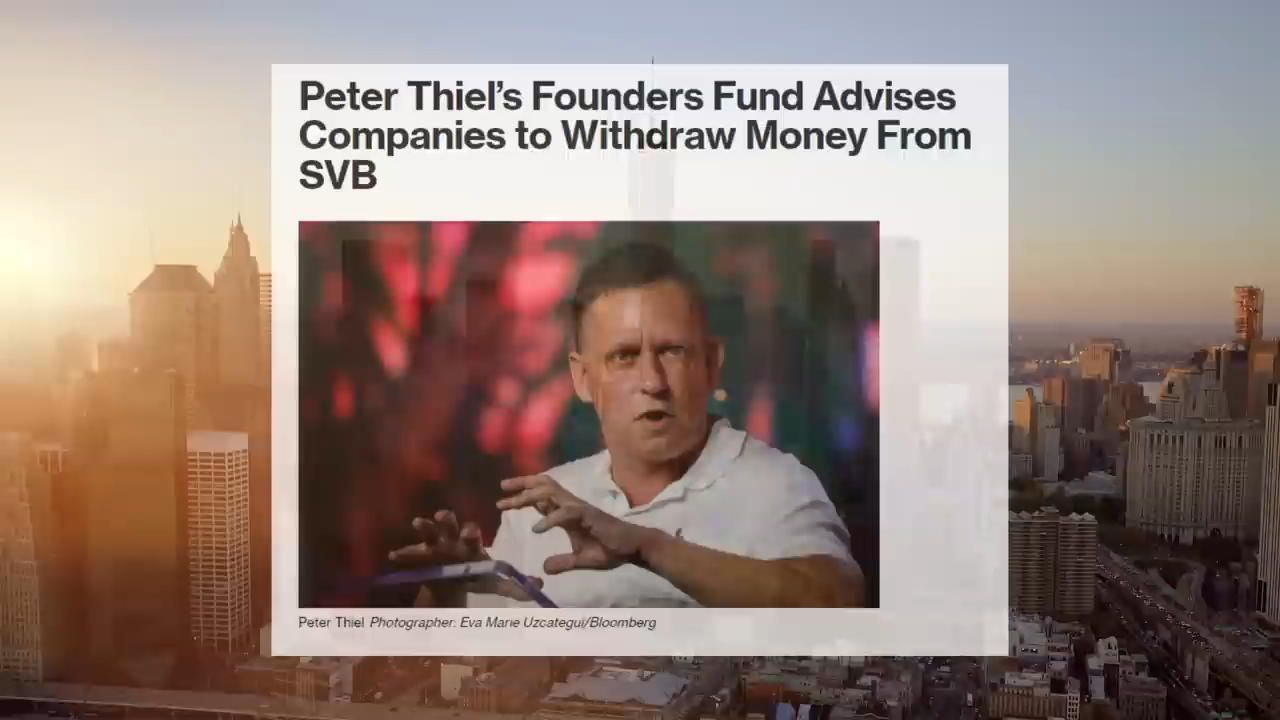 Peter Thiel's Founders Fund Advises
Companies to Withdraw Money From
SVB
Peter Thiel Photographer: Eva Marie Uzcategui/Bloomberg